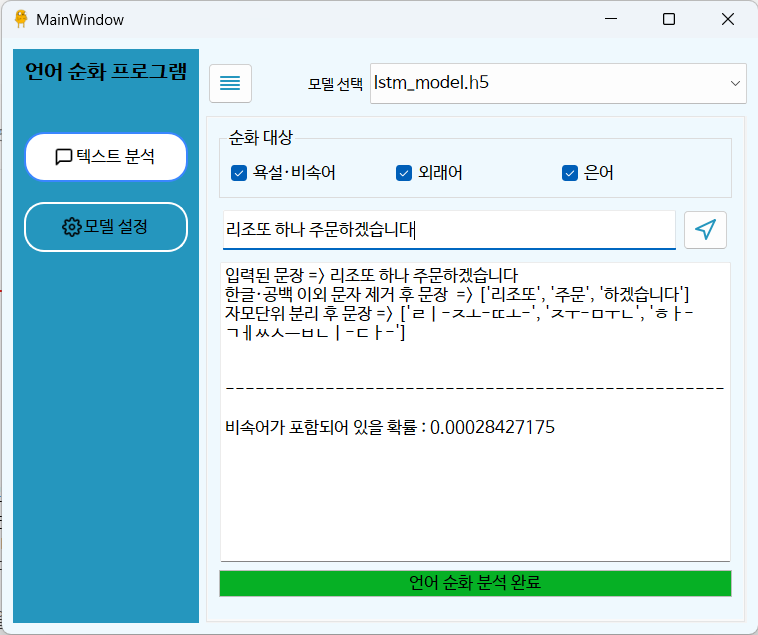 MainWindow
언어 순화 프로그램
텍스트 분석
모델 설정
모델 선택
lstm_model.h5
순화 대상
욕설·비속어
외래어
은어
리조또 하나 주문하겠습니다
입력된 문장 => 리조또 하나 주문하겠습니다
한글·공백 이외 문자 제거 후 문장  => ['리조또', '주문', '하겠습니다']
자모단위 분리 후 문장 => ['ㄹㅣ-ㅈㅗ-ㄸㅗ-', 'ㅈㅜ-ㅁㅜㄴ', 'ㅎㅏ-
ㄱㅔㅆㅅㅡㅂㄴㅣ-ㄷㅏ-']
--------------------------------------------------
비속어가 포함되어 있을 확률 : 0.00028427175
언어 순화 분석 완료